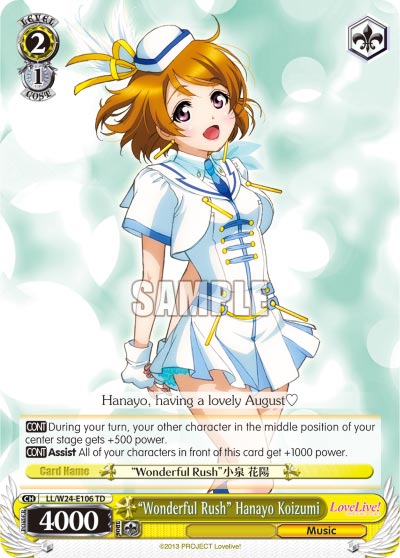 LEVEL
2
1
COST
SAMPLE
Hanayo, having a lovely August♡
CONT During your turn, your other character in the middle position of your
center stage gets +500 power.
CONT Assist All of your characters in front of this card get +1000 power.
Card Name
"Wonderful Rush"小泉 花陽
CH LL/W24-E106 TD
POWER 4000 SOUL
"Wonderful Rush" Hanayo Koizumi
LoveLive!
Music
©2013 PROJECT Lovelive!